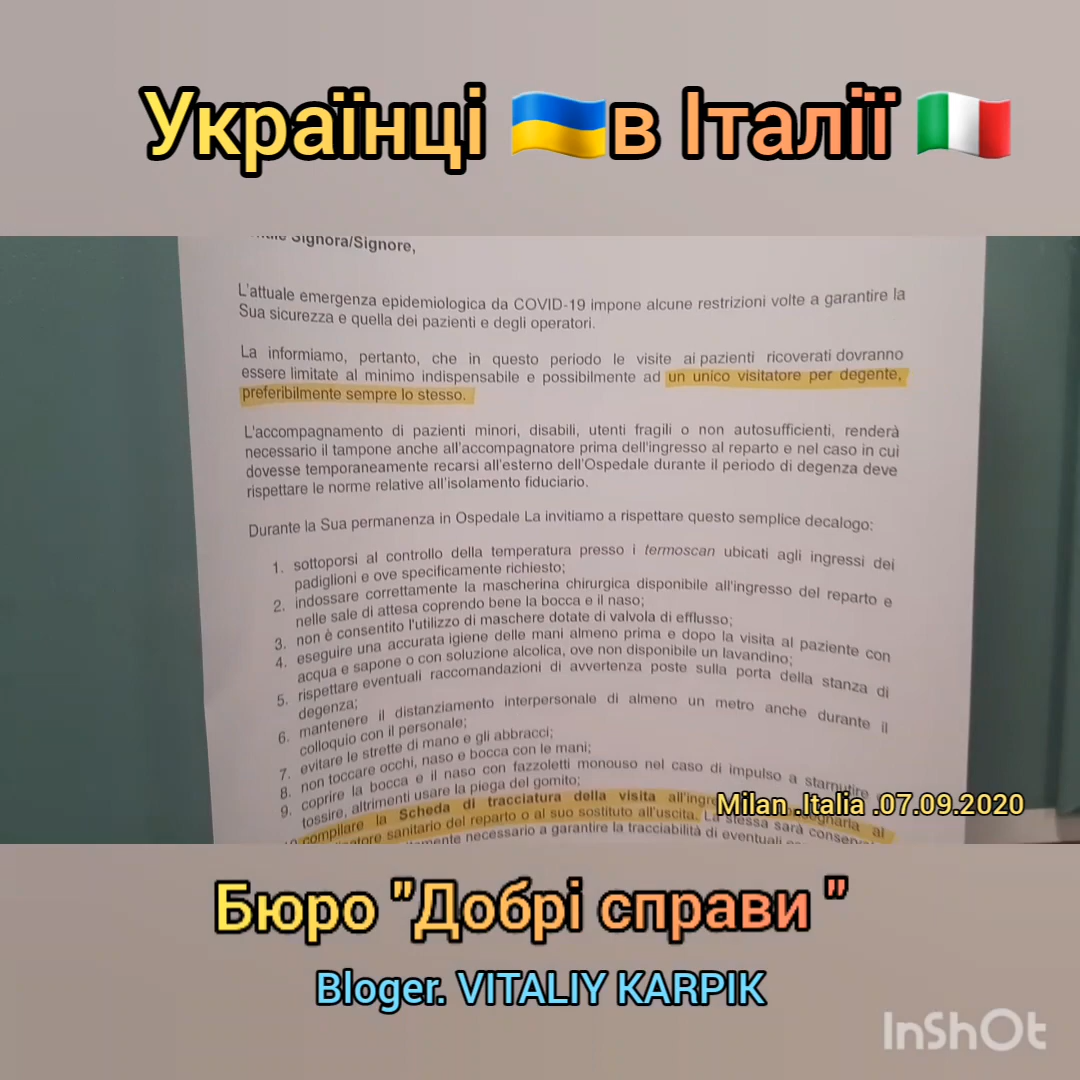 Українці 🇺🇦в Італії 🇮🇹
Signora/Signore,
L'attuale emergenza epidemiologica da COVID-19 impone alcune restrizioni volte a garantire la
Sua sicurezza e quella dei pazienti e degli operatori.
La informiamo, pertanto, che in questo periodo le visite ai pazienti ricoverati dovranno
essere limitate al minimo indispensabile e possibilmente ad un unico visitatore per degente,
preferibilmente sempre lo stesso.
L'accompagnamento di pazienti minori, disabili, utenti fragili o non autosufficienti, renderà
necessario il tampone anche all'accompagnatore prima dell'ingresso al reparto e nel caso in cui
dovesse temporaneamente recarsi all'esterno dell'Ospedale durante il periodo di degenza deve
rispettare le norme relative all'isolamento fiduciario.
Durante la Sua permanenza in Ospedale La invitiamo a rispettare questo semplice decalogo:
1. sottoporsi al controllo della temperatura presso i termoscan ubicati agli ingressi dei
padiglioni e ove specificamente richiesto;
2. indossare correttamente la mascherina chirurgica disponibile all'ingresso del reparto e
nelle sale di attesa coprendo bene la bocca e il naso;
3. non è consentito l'utilizzo di maschere dotate di valvola di efflusso;
4. eseguire una accurata igiene delle mani almeno prima e dopo la visita al paziente con
acqua e sapone o con soluzione alcolica, ove non disponibile un lavandino;
5. rispettare eventuali raccomandazioni di avvertenza poste sulla porta della stanza di
degenza;
6. mantenere il distanziamento interpersonale di almeno un metro anche durante il
colloquio con il personale;
7. evitare le strette di mano e gli abbracci;
8. non toccare occhi, naso e bocca con le mani;
9. coprire la bocca e il naso con fazzoletti monouso nel caso di impulso a starnutire
tossire, altrimenti usare la piega del gomito;
compilare la Scheda di tracciatura della visita al
sanitario del reparto o al suo sostituto all'uscita. La stessa sarà
necessario a garantire la tracciabilità di eventuali
Milan .Italia .07.09.2020
Бюро "Добрі справи "
Bloger. VITALIY KARPIK
InShOt